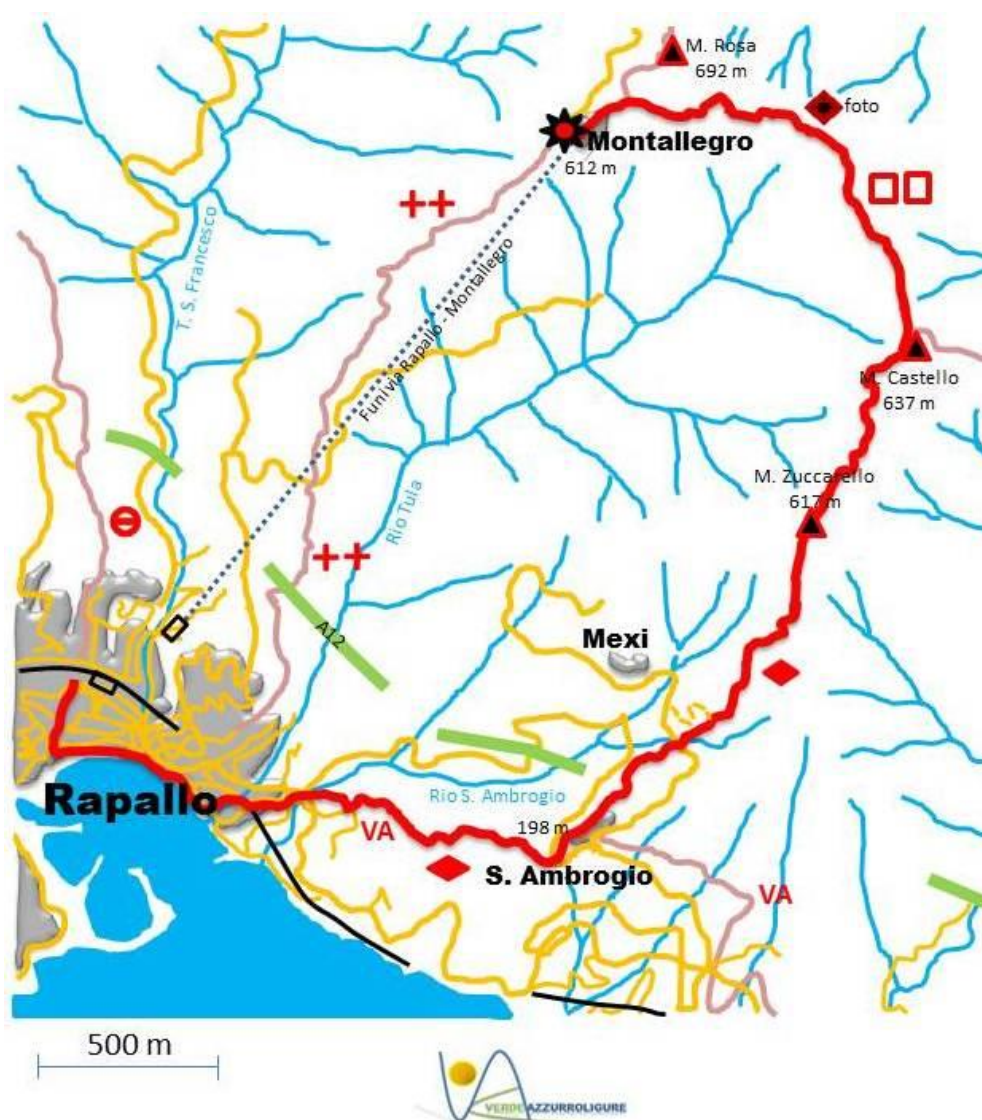 M. Rosa
692 m
foto
Montallegro
612 m
++
T. S. Francesco
Funivia Rapallo - Montallegro
M. Castello
637 m
M. Zuccarello
617 m
Rio Tula
++
A12
Mexi
Rapallo
Rio S. Ambrogio
VA
198 m
S. Ambrogio
VA
500 m
VERDEAZZURROLIGURE